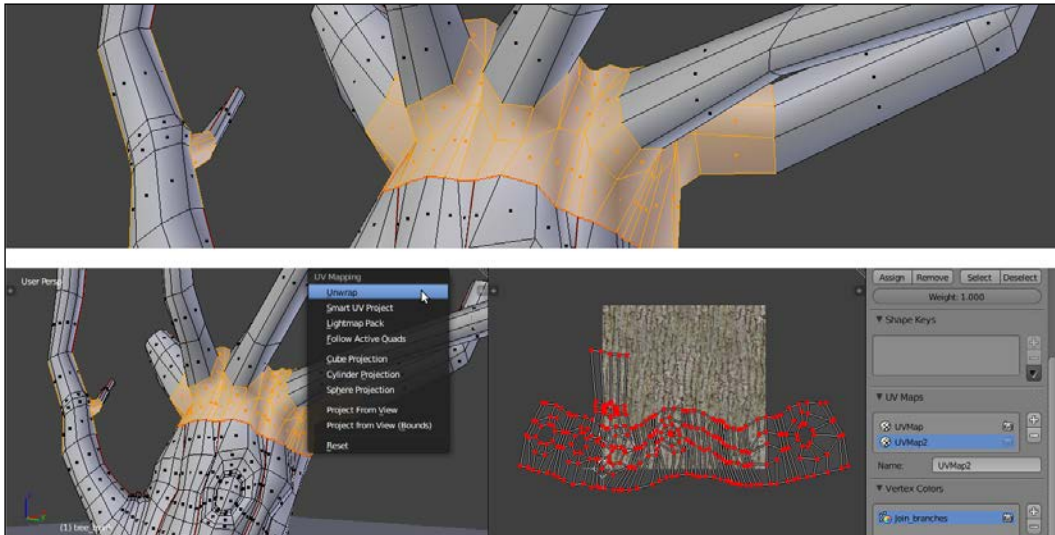 User Persp
UV Mapping
Unwrap
Smart UV Project
Lightmap Pack
Follow Active Quads
Cube Projection
Cylinder Projection
Sphere Projection
Project From View
Project from View (Bounds)
Reset
Assign Remove Select Deselect
Weight: 1.000
Shape Keys
UV Maps
UVMap
UVMap2
Name: UVMap2
Vertex Colors
Join_branches